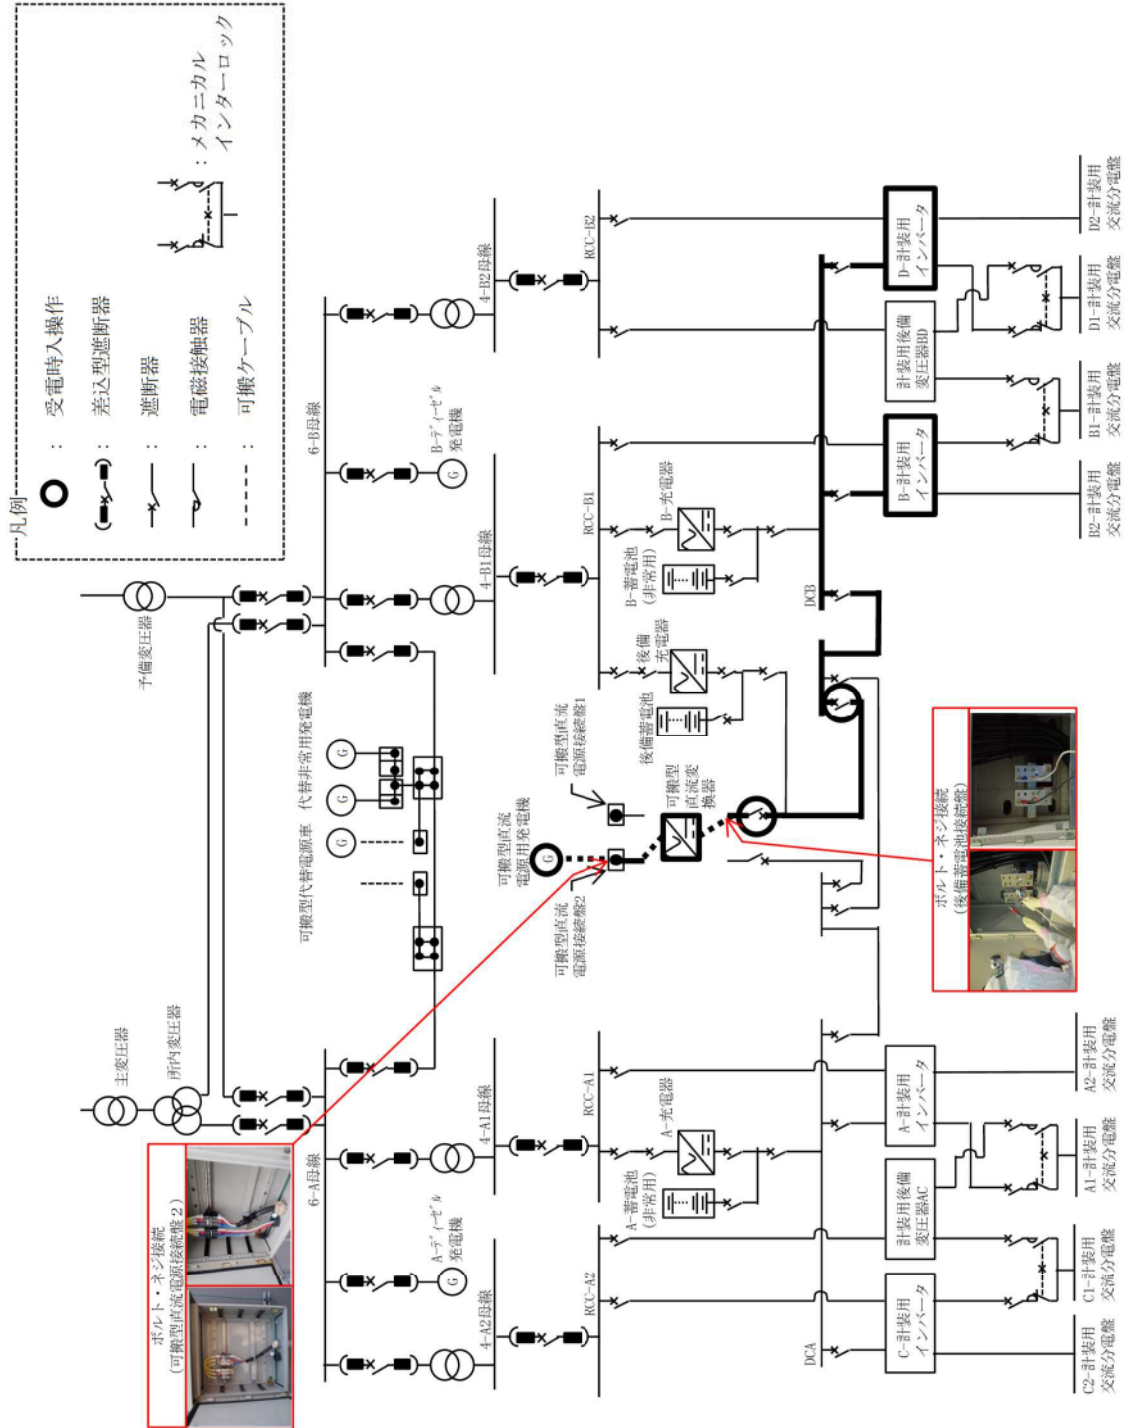 凡例
： 受電時入操作
： 差込型遮断器
： 遮断器
： 電磁接触器
： 可搬ケーブル
： メカニカル
インターロック
主変圧器
所内変圧器
予備変圧器
ボルト・ネジ接続
(可搬型直流電源接続盤2)
6-A母線
6-B母線
A-ディーゼル
発電機
G
B-ディーゼル
発電機
G
可搬型代替電源車
G
代替非常用発電機
G
G
4-A2母線
4-A1母線
4-B1母線
4-B2母線
可搬型直流
電源用発電機
G
可搬型直流
電源接続盤1
可搬型直流
電源接続盤2
可搬型
直流変
換器
RCC-A2
RCC-A1
RCC-B1
RCC-B2
A-蓄電池
(非常用)
A-充電器
後備蓄電池
後備
充電器
B-蓄電池
(非常用)
B-充電器
DCA
DCB
C-計装用
インバータ
計装用後備
変圧器AC
A-計装用
インバータ
B-計装用
インバータ
計装用後備
変圧器BD
D-計装用
インバータ
ボルト・ネジ接続
(後備蓄電池接続盤)
C2-計装用
交流分電盤
C1-計装用
交流分電盤
A1-計装用
交流分電盤
A2-計装用
交流分電盤
B2-計装用
交流分電盤
B1-計装用
交流分電盤
D1-計装用
交流分電盤
D2-計装用
交流分電盤